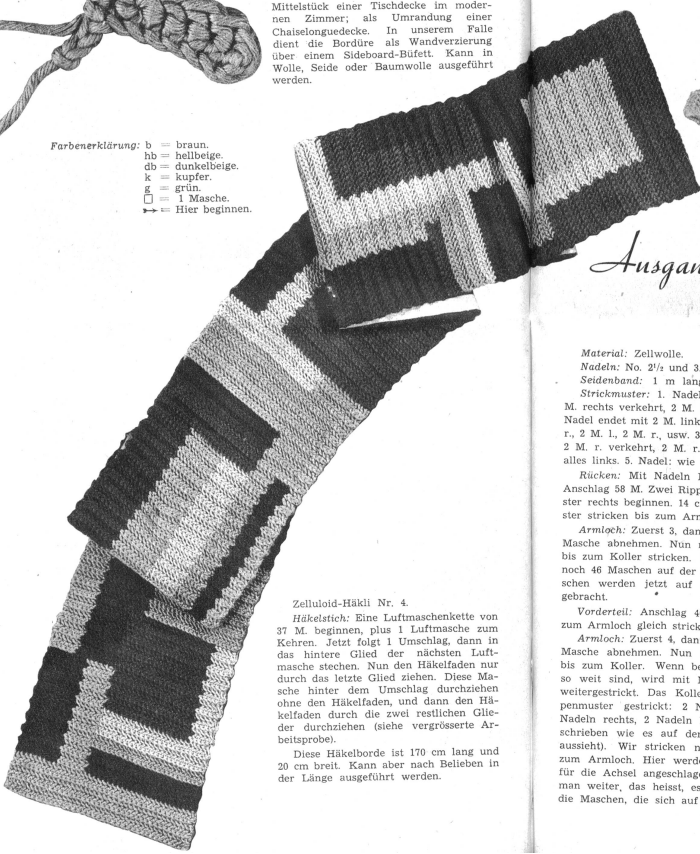 Mittelstück einer Tischdecke im moder-
nen Zimmer; als Umrandung einer
Chaiselonguedecke. In unserem Falle
dient die Bordüre als Wandverzierung
über einem Sideboard-Büfett. Kann in
Wolle, Seide oder Baumwolle ausgeführt
werden.
Farbenerklärung: b = braun.
hb = hellbeige.
db = dunkelbeige.
k = kupfer.
g = grün.
□ = 1 Masche.
➳ = Hier beginnen.
Zelluloid-Häkli Nr. 4.
Häkelstich: Eine Luftmaschenkette von
37 M. beginnen, plus 1 Luftmasche zum
Kehren. Jetzt folgt 1 Umschlag, dann in
das hintere Glied der nächsten Luft-
masche stechen. Nun den Häkelfaden nur
durch das letzte Glied ziehen. Diese Ma-
sche hinter dem Umschlag durchziehen
ohne den Häkelfaden, und dann den Hä-
kelfaden durch die zwei restlichen Glie-
der durchziehen (siehe vergrösserte Ar-
beitsprobe).
Diese Häkelborde ist 170 cm lang und
20 cm breit. Kann aber nach Belieben in
der Länge ausgeführt werden.
Ausgan
Material: Zellwolle.
Nadeln: No. 2½ und 3.
Seidenband: 1 m lang
Strickmuster: 1. Nadel
M. rechts verkehrt, 2 M.
Nadel endet mit 2 M. link
r., 2 M. l., 2 M. r., usw. 3
2 M. r. verkehrt, 2 M. r.
alles links. 5. Nadel: wie
Rücken: Mit Nadeln
Anschlag 58 M. Zwei Ripp
ster rechts beginnen. 14 c
ster stricken bis zum Arm
Armloch: Zuerst 3, dan
Masche abnehmen. Nun
bis zum Koller stricken.
noch 46 Maschen auf der
schen werden jetzt auf
gebracht.
Vorderteil: Anschlag 4
zum Armloch gleich strick
Armloch: Zuerst 4, dan
Masche abnehmen. Nun
bis zum Koller. Wenn be
so weit sind, wird mit
weitergestrickt. Das Kolle
penmuster gestrickt: 2 N
Nadeln rechts, 2 Nadeln
schrieben wie es auf der
aussieht). Wir stricken n
zum Armloch. Hier werde
für die Achsel angeschlage
man weiter, das heisst, es
die Maschen, die sich auf